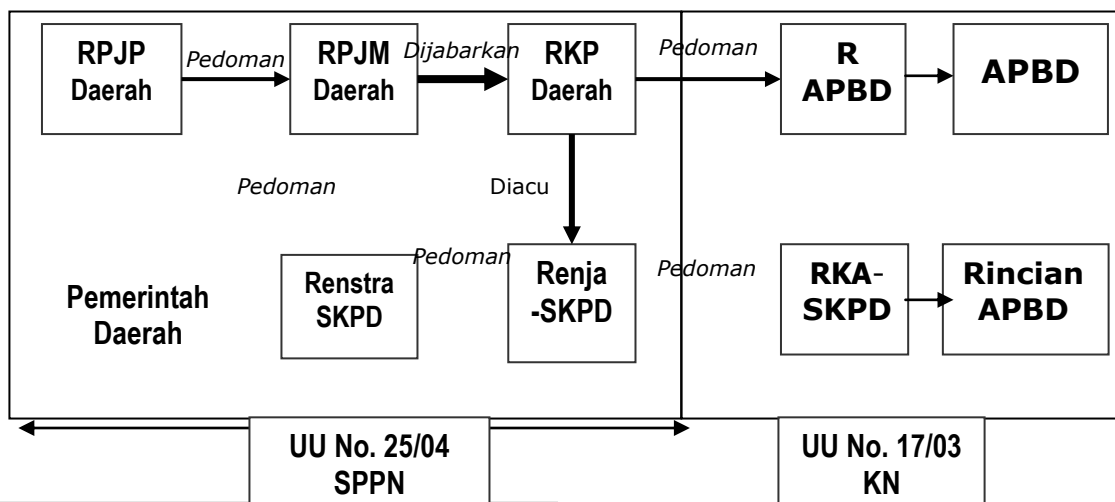 RPJP
Daerah
Pedoman
RPJM
Daerah
Dijabarkan
RKP
Daerah
Pedoman
R
APBD
APBD
Pedoman
Diacu
Pemerintah
Daerah
Renstra
SKPD
Pedoman
Renja
-SKPD
Pedoman
RKA-
SKPD
Rincian
APBD
UU No. 25/04
SPPN
UU No. 17/03
KN